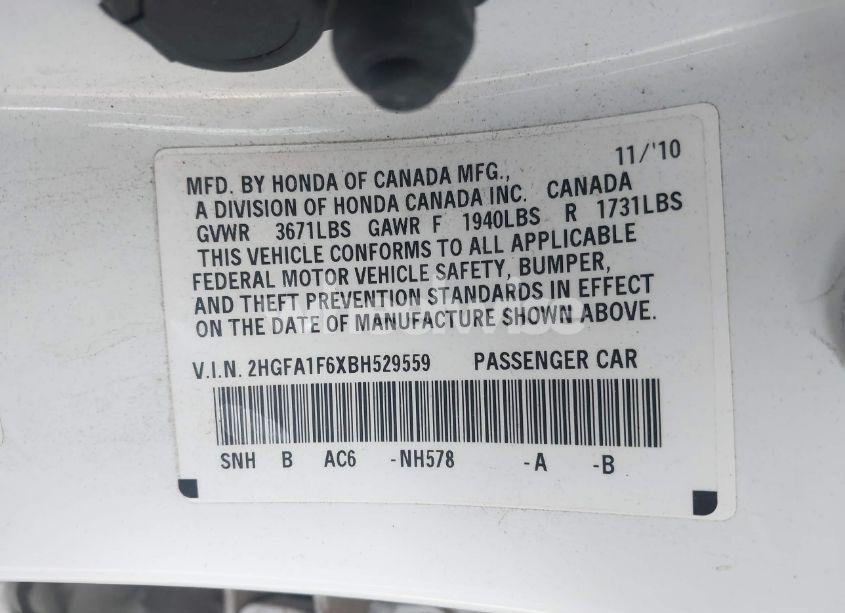 11/'10
MFD. BY HONDA OF CANADA MFG.,
A DIVISION OF HONDA CANADA INC. CANADA
GVWR 3671LBS GAWR F 1940LBS R 1731LBS
THIS VEHICLE CONFORMS TO ALL APPLICABLE
FEDERAL MOTOR VEHICLE SAFETY, BUMPER,
AND THEFT PREVENTION STANDARDS IN EFFECT
ON THE DATE OF MANUFACTURE SHOWN ABOVE.
V.I.N. 2HGFA1F6XBH529559 PASSENGER CAR
SNH B AC6 -NH578 -A -B